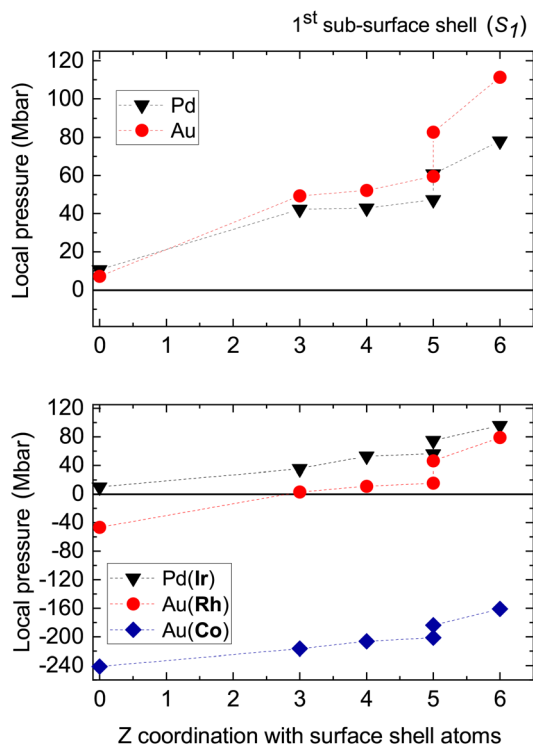 1st sub-surface shell (S1)
Local pressure (Mbar)
120
100
80
60
40
20
0
Pd
Au
0 1 2 3 4 5 6
Local pressure (Mbar)
120
80
40
0
-40
-80
-120
-160
-200
-240
Pd(Ir)
Au(Rh)
Au(Co)
0 1 2 3 4 5 6
Z coordination with surface shell atoms